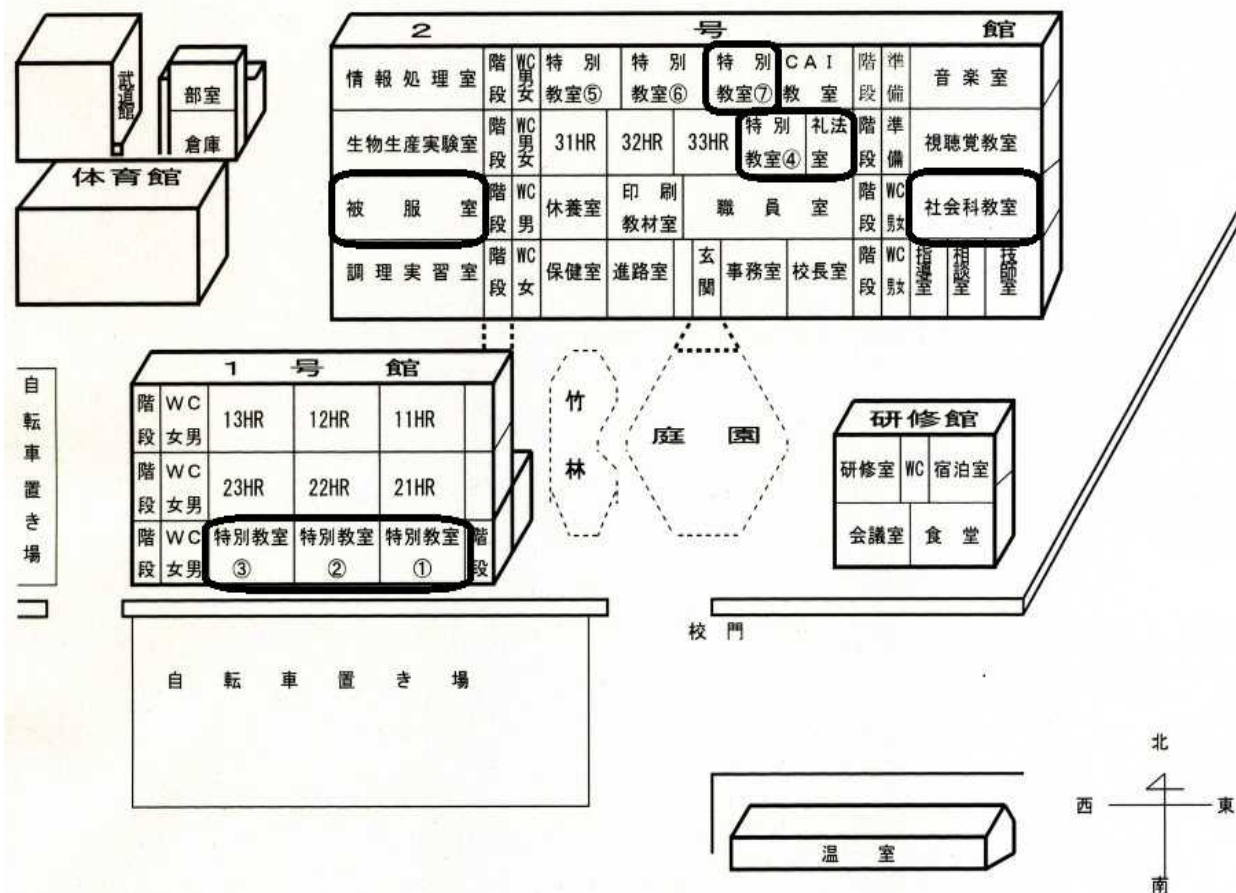 2 号 館
情報処理室 階段 WC男女 特別教室⑤ 特別教室⑥ 特別教室⑦ CAI教室 階段 準備 音楽室
生物生産実験室 階段 WC男女 31HR 32HR 33HR 特別教室④ 礼法室 階段 準備 視聴覚教室
被服室 階段 WC男 休養室 印刷教材室 職員室 階段 WC男女 社会科教室
調理実習室 階段 WC女 保健室 進路室 玄関 事務室 校長室 階段 WC男女 指導室 相談室 技師室
武道館
部室
倉庫
体育館
1 号 館
階段 WC女男 13HR 12HR 11HR
階段 WC女男 23HR 22HR 21HR
階段 WC女男 特別教室③ 特別教室② 特別教室① 階段
自転車置き場
竹林
庭園
研修館
研修室 WC 宿泊室
会議室 食堂
校門
自転車置き場
温室
北
西 東
南